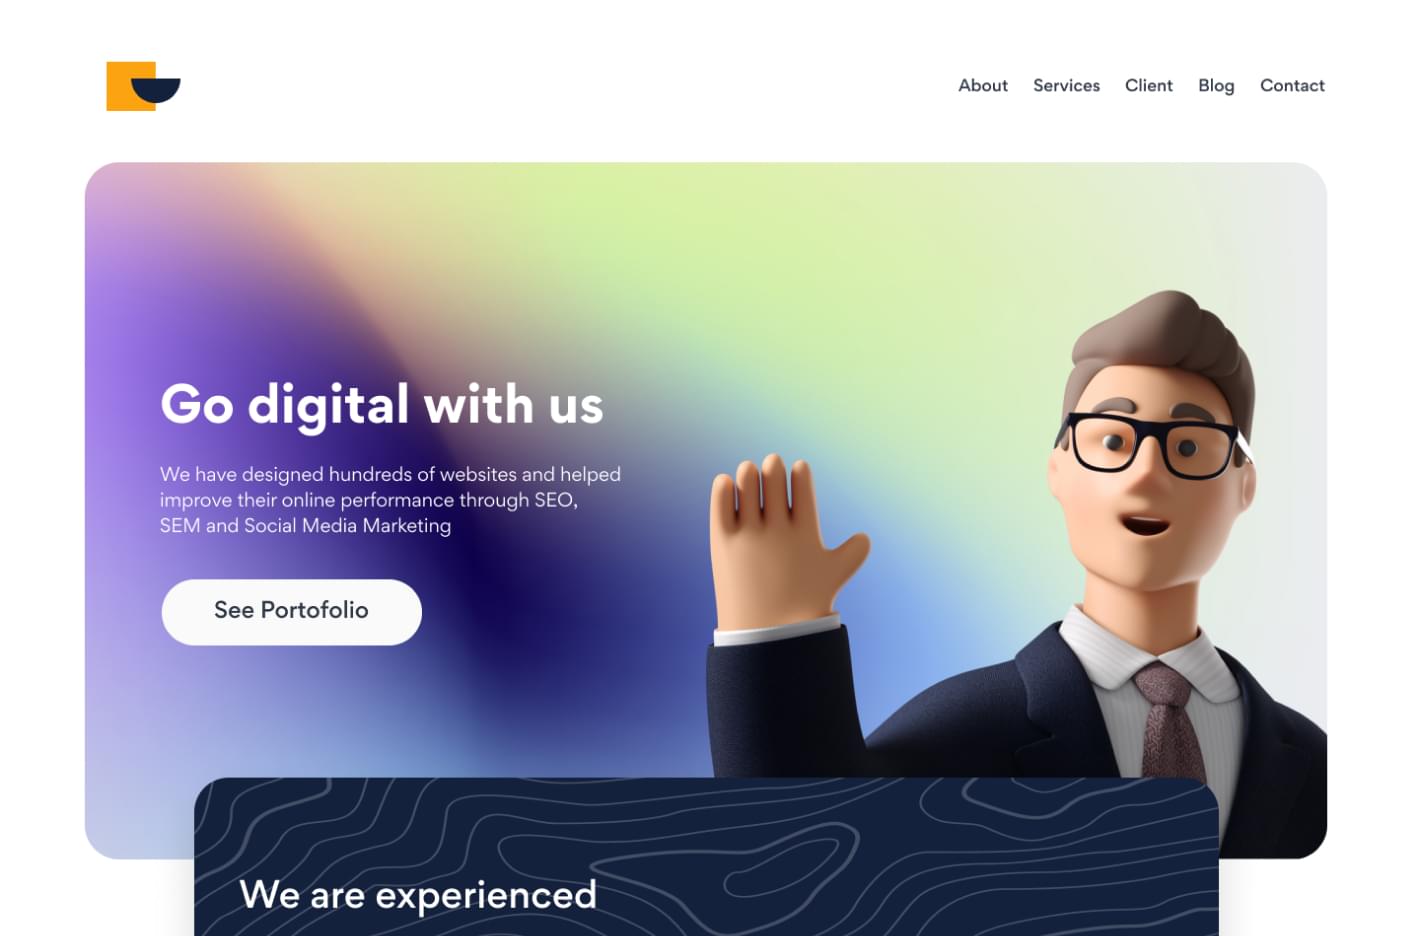 About Services Client Blog Contact
Go digital with us
We have designed hundreds of websites and helped
improve their online performance through SEO,
SEM and Social Media Marketing
See Portofolio
We are experienced